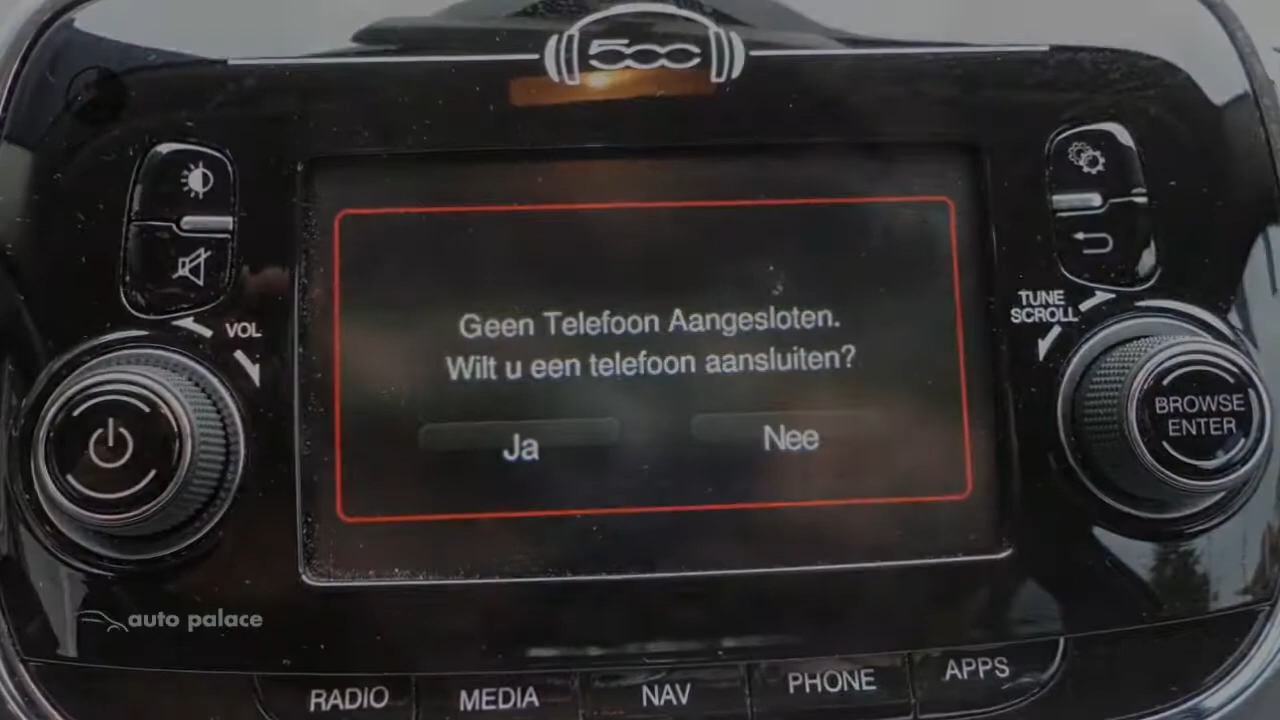 500
VOL
TUNE
SCROLL
Geen Telefoon Aangesloten.
Wilt u een telefoon aansluiten?
Ja
Nee
BROWSE
ENTER
auto palace
RADIO
MEDIA
NAV
PHONE
APPS